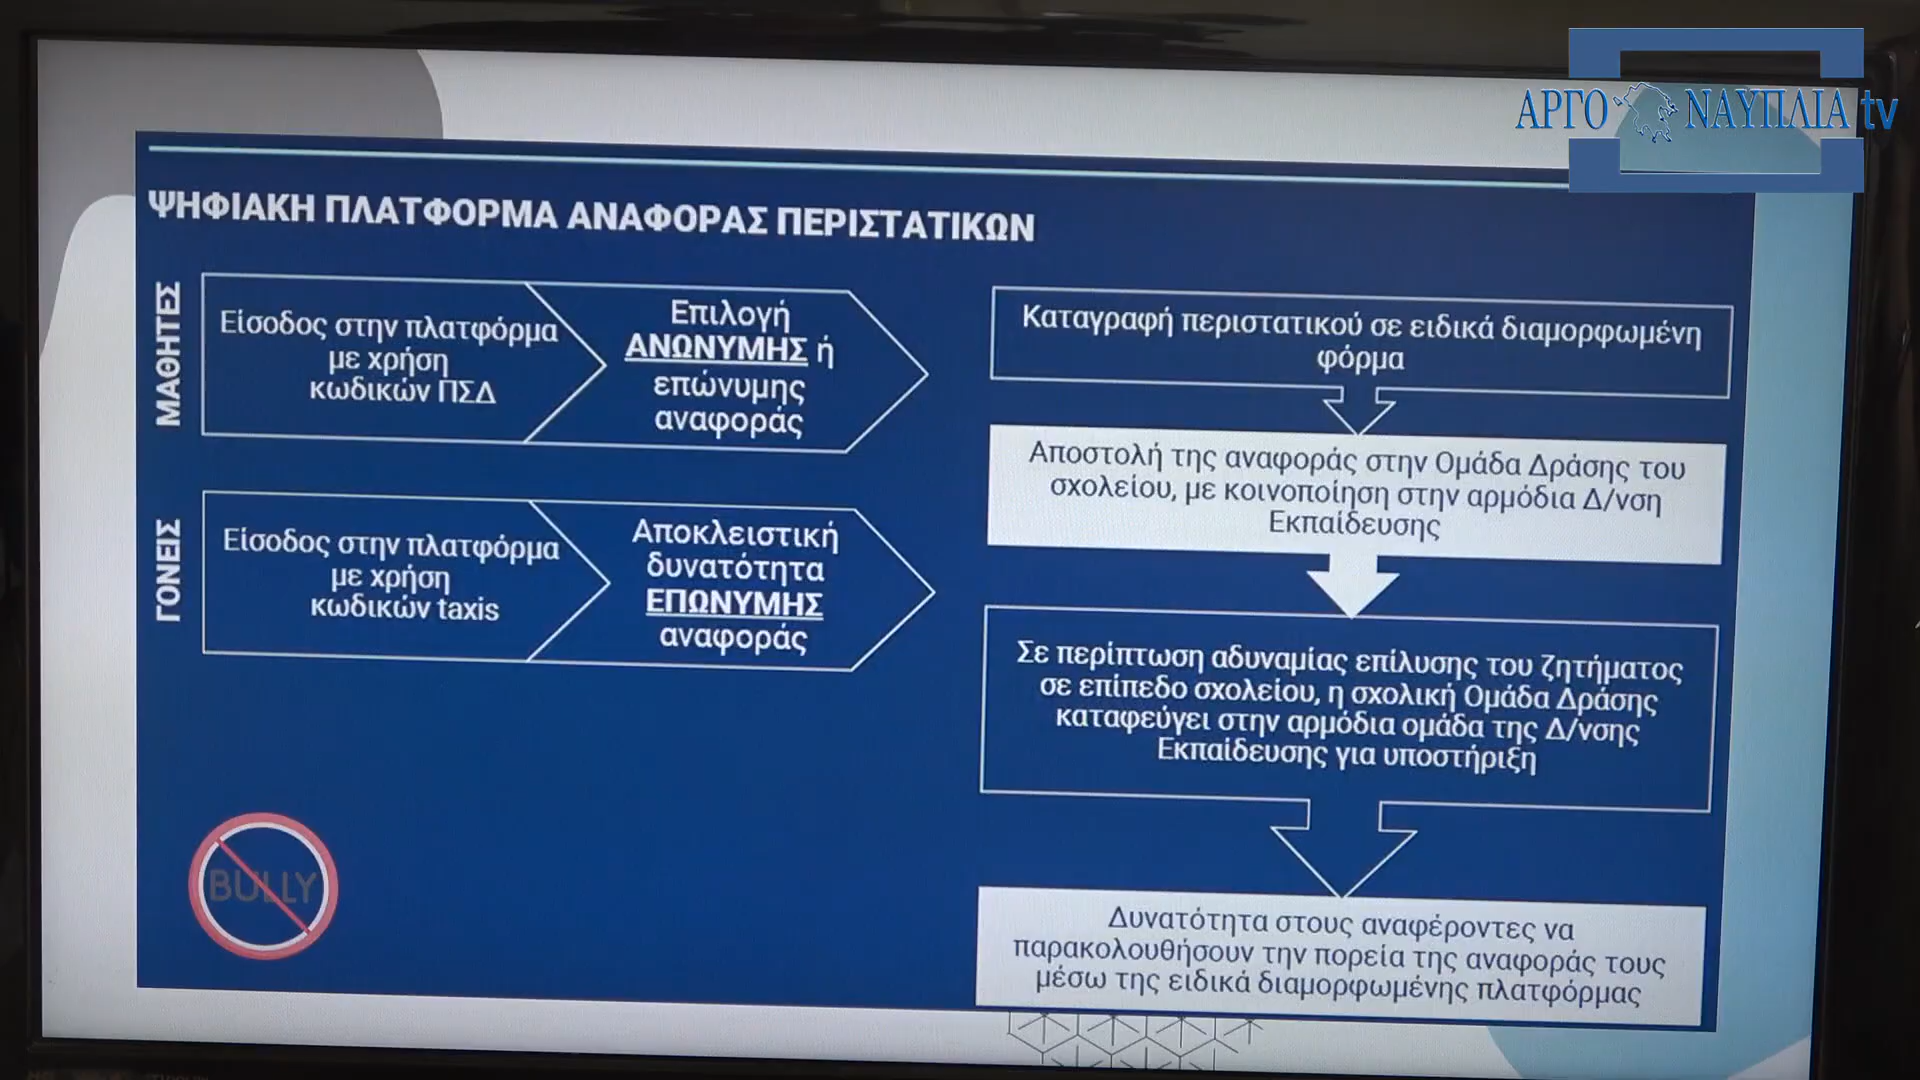 ΑΡΓΟ ΝΑΥΠΛΙΑ tv
ΨΗΦΙΑΚΗ ΠΛΑΤΦΟΡΜΑ ΑΝΑΦΟΡΑΣ ΠΕΡΙΣΤΑΤΙΚΩΝ
ΜΑΘΗΤΕΣ
Είσοδος στην πλατφόρμα
με χρήση
κωδικών ΠΣΔ
Επιλογή
ΑΝΩΝΥΜΗΣ ή
επώνυμης
αναφοράς
ΓΟΝΕΙΣ
Είσοδος στην πλατφόρμα
με χρήση
κωδικών taxis
Αποκλειστική
δυνατότητα
ΕΠΩΝΥΜΗΣ
αναφοράς
Καταγραφή περιστατικού σε ειδικά διαμορφωμένη
φόρμα
Αποστολή της αναφοράς στην Ομάδα Δράσης του
σχολείου, με κοινοποίηση στην αρμόδια Δ/νση
Εκπαίδευσης
Σε περίπτωση αδυναμίας επίλυσης του ζητήματος
σε επίπεδο σχολείου, η σχολική Ομάδα Δράσης
καταφεύγει στην αρμόδια ομάδα της Δ/νσης
Εκπαίδευσης για υποστήριξη
Δυνατότητα στους αναφέροντες να
παρακολουθήσουν την πορεία της αναφοράς τους
μέσω της ειδικά διαμορφωμένης πλατφόρμας
BULLY